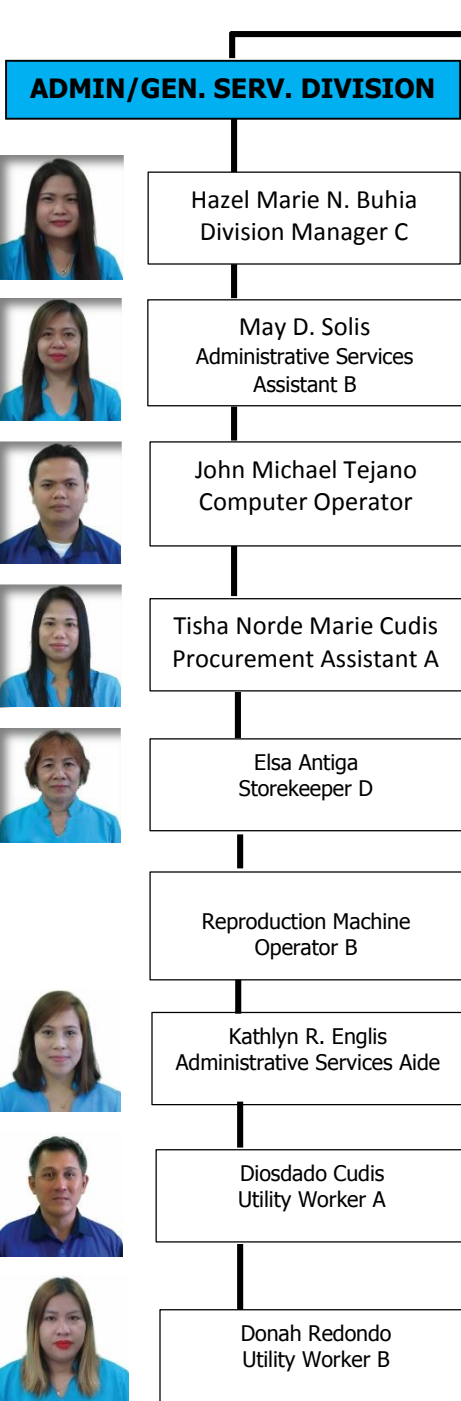 ADMIN/GEN. SERV. DIVISION
Hazel Marie N. Buhia
Division Manager C
May D. Solis
Administrative Services
Assistant B
John Michael Tejano
Computer Operator
Tisha Norde Marie Cudis
Procurement Assistant A
Elsa Antiga
Storekeeper D
Reproduction Machine
Operator B
Kathlyn R. Englis
Administrative Services Aide
Diosdado Cudis
Utility Worker A
Donah Redondo
Utility Worker B